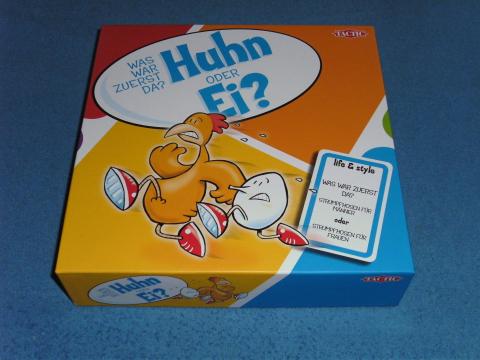 WAS
WAR
ZUERST
DA?
Huhn
ODER
Ei?
TACTIC
life & style
WAS WAR ZUERST
DA?
STRUMPFHOSEN FÜR
MÄNNER
oder
STRUMPFHOSEN FÜR
FRAUEN
Huhn
Ei?
TACTIC